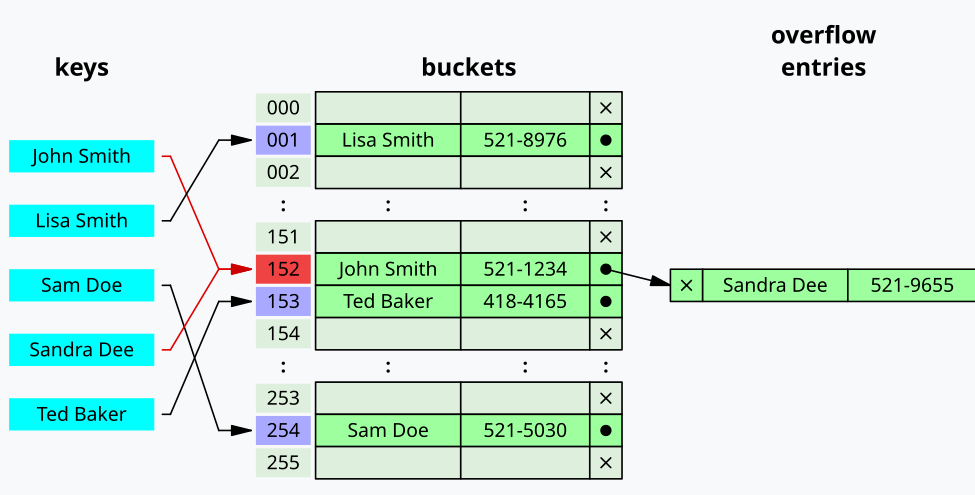 overflow
keys buckets entries
000 ×
John Smith 001 Lisa Smith 521-8976 ●
002 ×
Lisa Smith : : : :
151 ×
Sam Doe 152 John Smith 521-1234 ● × Sandra Dee 521-9655
153 Ted Baker 418-4165 ●
Sandra Dee 154 ×
: : : :
253 ×
Ted Baker 254 Sam Doe 521-5030 ●
255 ×